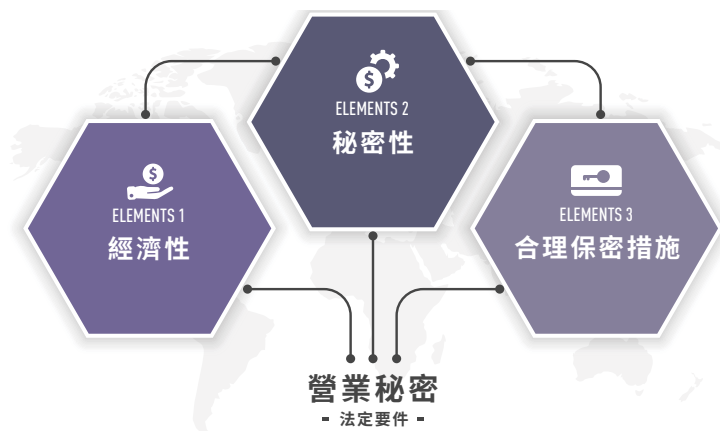 ELEMENTS 1
經濟性
ELEMENTS 2
秘密性
ELEMENTS 3
合理保密措施
營業秘密
- 法定要件 -